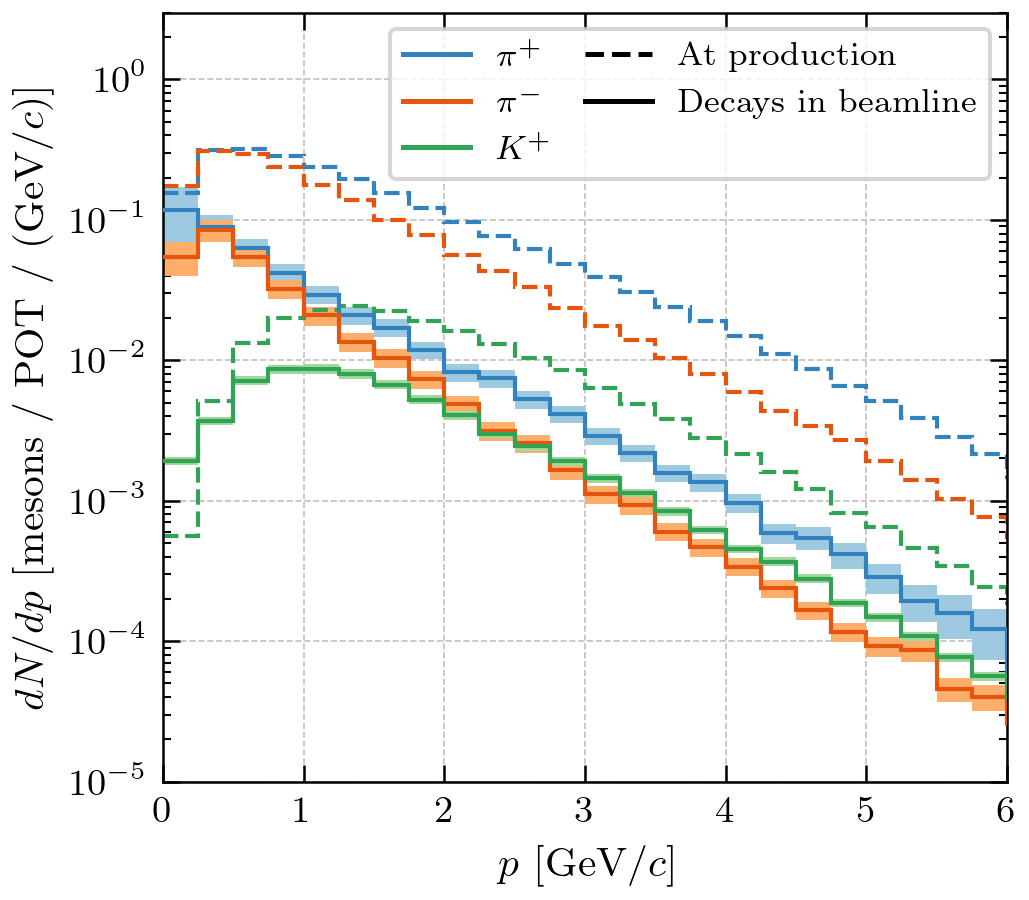 π⁺
π⁻
K⁺
At production
Decays in beamline
dN/dp [mesons / POT / (GeV/c)]
10⁰
10⁻¹
10⁻²
10⁻³
10⁻⁴
10⁻⁵
0 1 2 3 4 5 6
p [GeV/c]